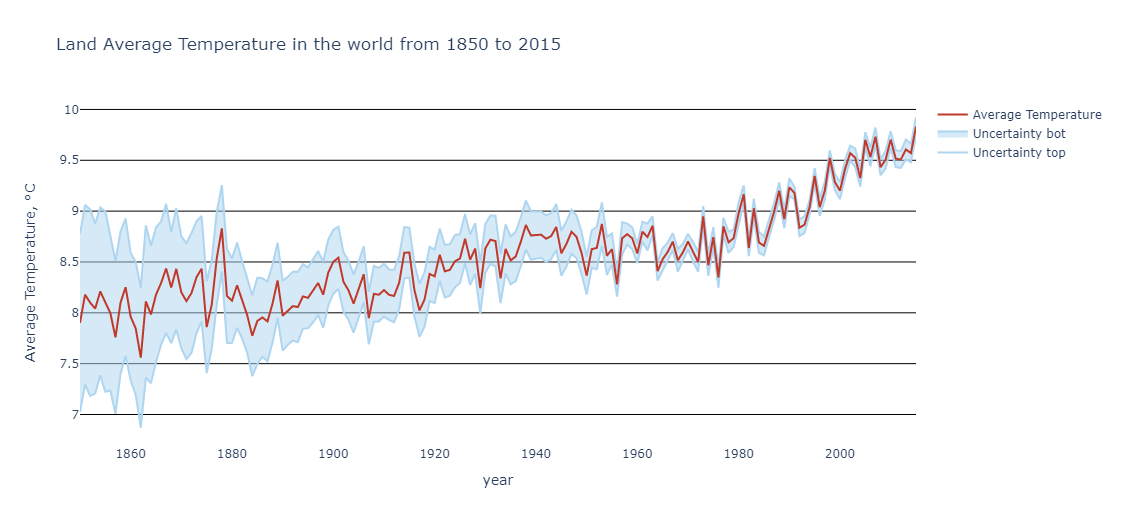 Land Average Temperature in the world from 1850 to 2015
10
9.5
9
8.5
8
7.5
7
Average Temperature, °C
1860
1880
1900
1920
1940
1960
1980
2000
year
Average Temperature
Uncertainty bot
Uncertainty top